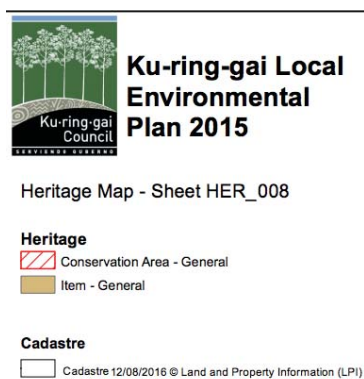 Ku-ring-gai
Council
SERVIENDO GUBERNO
Ku-ring-gai Local
Environmental
Plan 2015
Heritage Map - Sheet HER_008
Heritage
Conservation Area - General
Item - General
Cadastre
Cadastre 12/08/2016 © Land and Property Information (LPI)